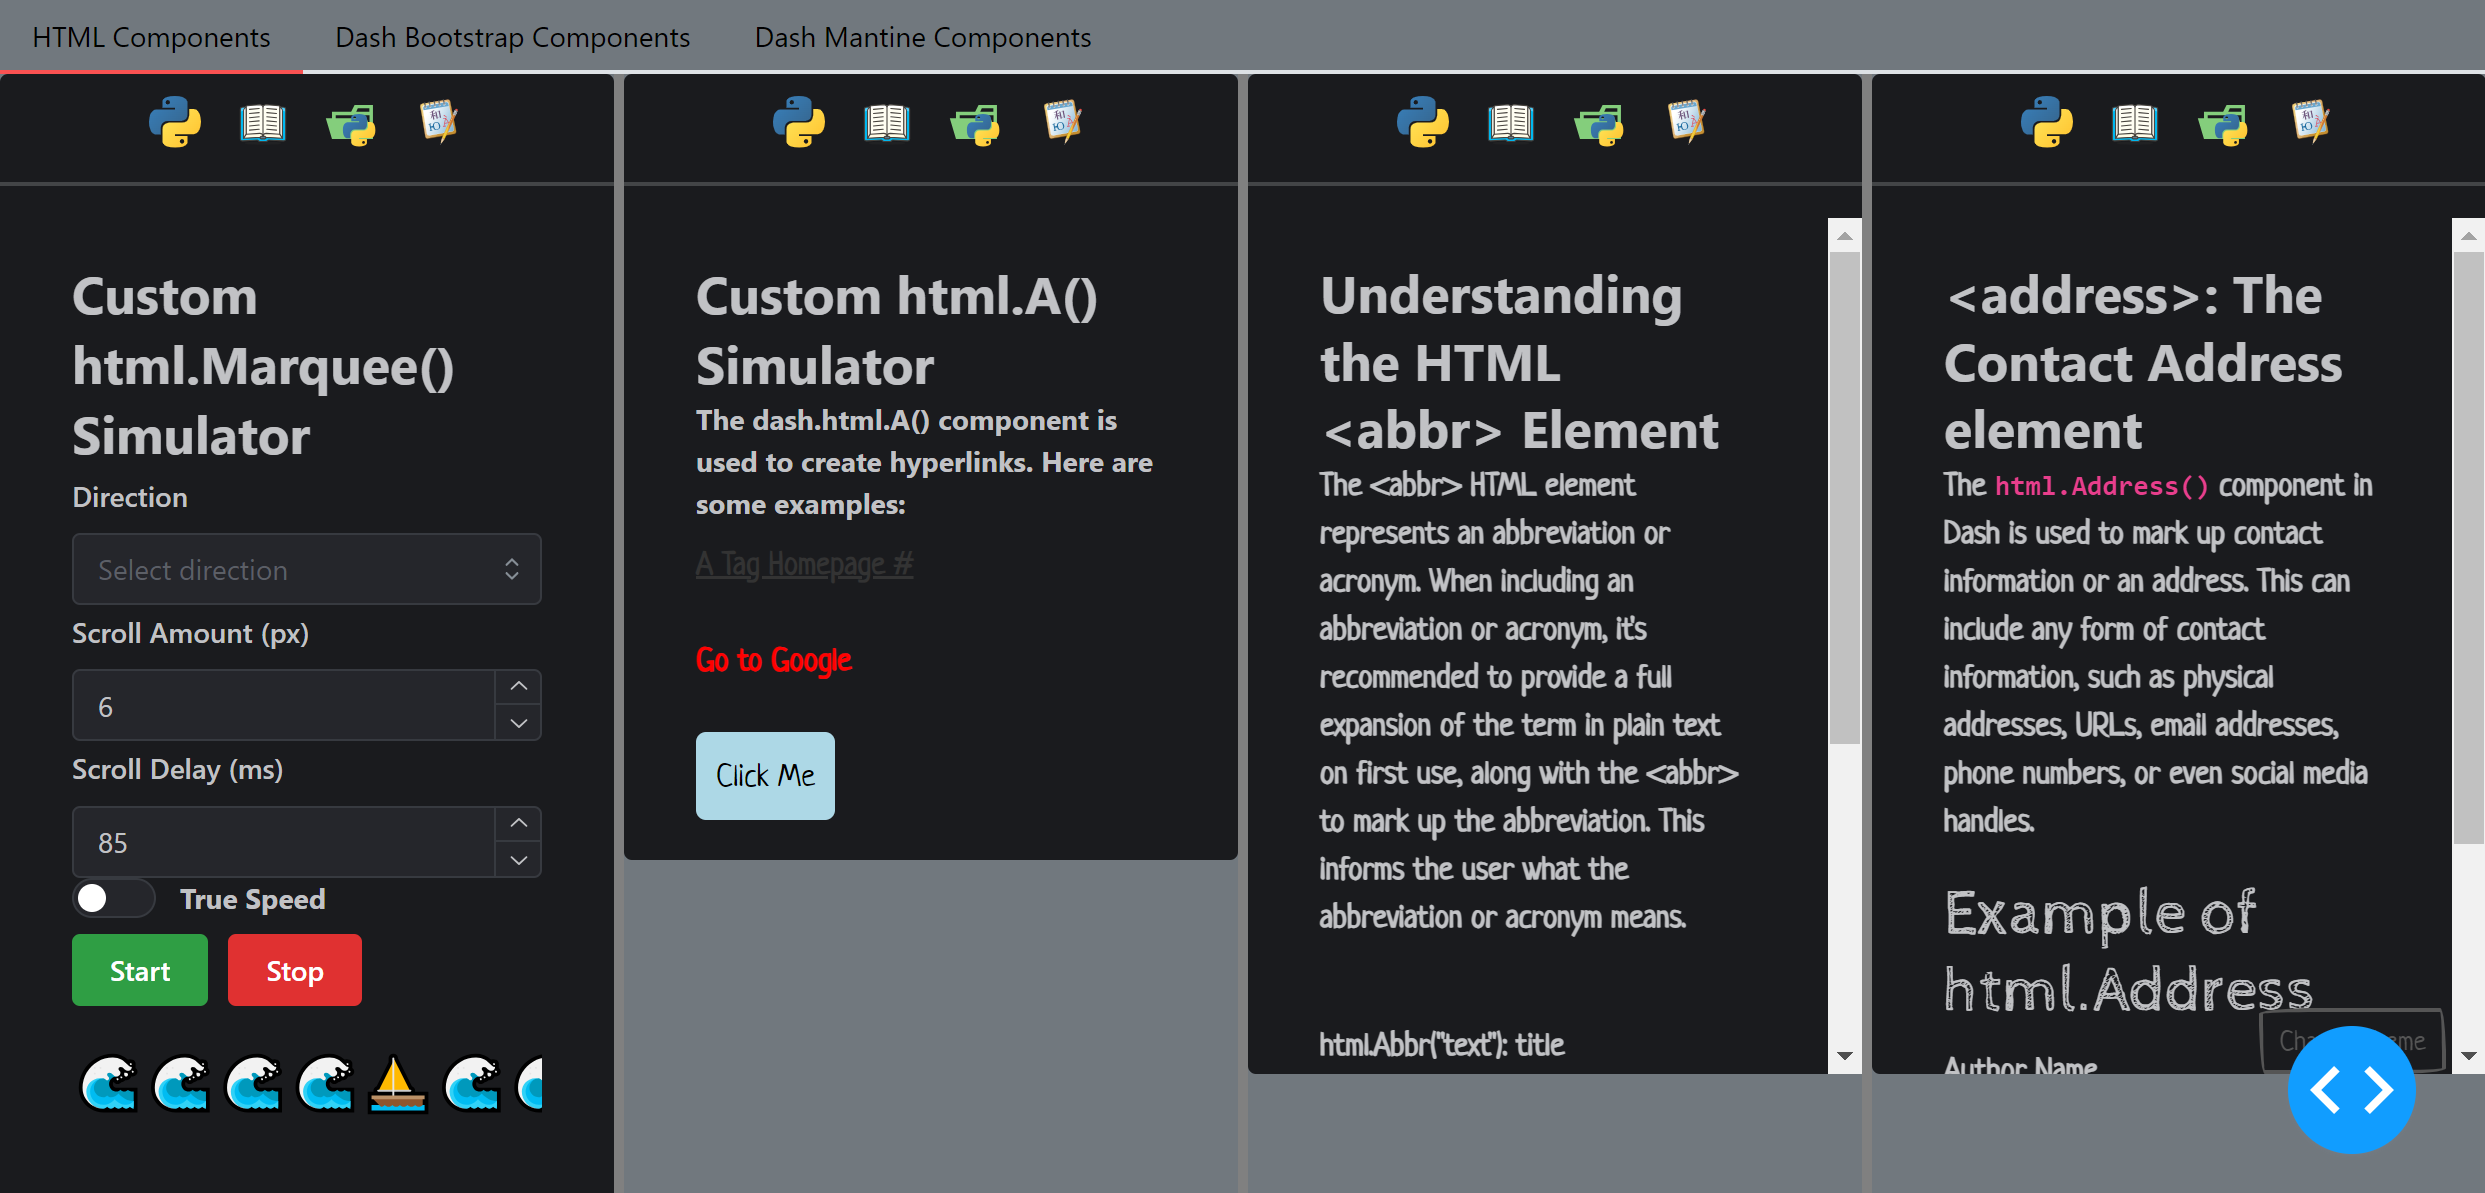 HTML Components
Dash Bootstrap Components
Dash Mantine Components
Custom
html.Marquee()
Simulator
Direction
Select direction
Scroll Amount (px)
6
Scroll Delay (ms)
85
True Speed
Start
Stop
Custom html.A()
Simulator
The dash.html.A() component is
used to create hyperlinks. Here are
some examples:
A Tag Homepage #
Go to Google
Click Me
Understanding
the HTML
<abbr> Element
The <abbr> HTML element
represents an abbreviation or
acronym. When including an
abbreviation or acronym, it's
recommended to provide a full
expansion of the term in plain text
on first use, along with the <abbr>
to mark up the abbreviation. This
informs the user what the
abbreviation or acronym means.
html.Abbr("text"): title
<address>: The
Contact Address
element
The html.Address() component in
Dash is used to mark up contact
information or an address. This can
include any form of contact
information, such as physical
addresses, URLs, email addresses,
phone numbers, or even social media
handles.
Example of
html.Address
Author Name